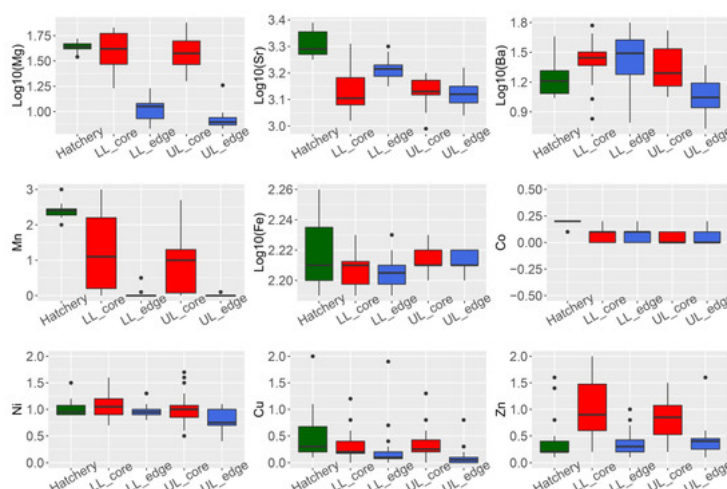 Log10(Mg)
1.75
1.50
1.25
1.00
Hatchery
LL_core
LL_edge
UL_core
UL_edge
Log10(Sr)
3.4
3.3
3.2
3.1
3.0
Hatchery
LL_core
LL_edge
UL_core
UL_edge
Log10(Ba)
1.8
1.5
1.2
0.9
Hatchery
LL_core
LL_edge
UL_core
UL_edge
Mn
3
2
1
0
Hatchery
LL_core
LL_edge
UL_core
UL_edge
Log10(Fe)
2.26
2.24
2.22
2.20
Hatchery
LL_core
LL_edge
UL_core
UL_edge
Co
0.50
0.25
0.00
−0.25
−0.50
Hatchery
LL_core
LL_edge
UL_core
UL_edge
Ni
2.0
1.5
1.0
0.5
0.0
Hatchery
LL_core
LL_edge
UL_core
UL_edge
Cu
2.0
1.5
1.0
0.5
0.0
Hatchery
LL_core
LL_edge
UL_core
UL_edge
Zn
2.0
1.5
1.0
0.5
0.0
Hatchery
LL_core
LL_edge
UL_core
UL_edge